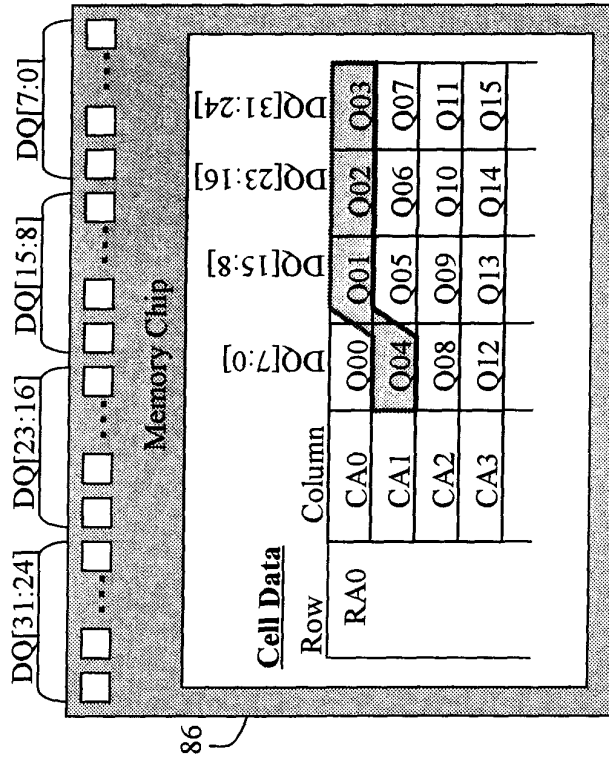 DQ[31:24] DQ[23:16] DQ[15:8] DQ[7:0]
Memory Chip
86
Cell Data
Row Column DQ[7:0] DQ[15:8] DQ[23:16] DQ[31:24]
RA0 CA0 Q00 Q01 Q02 Q03
CA1 Q04 Q05 Q06 Q07
CA2 Q08 Q09 Q10 Q11
CA3 Q12 Q13 Q14 Q15